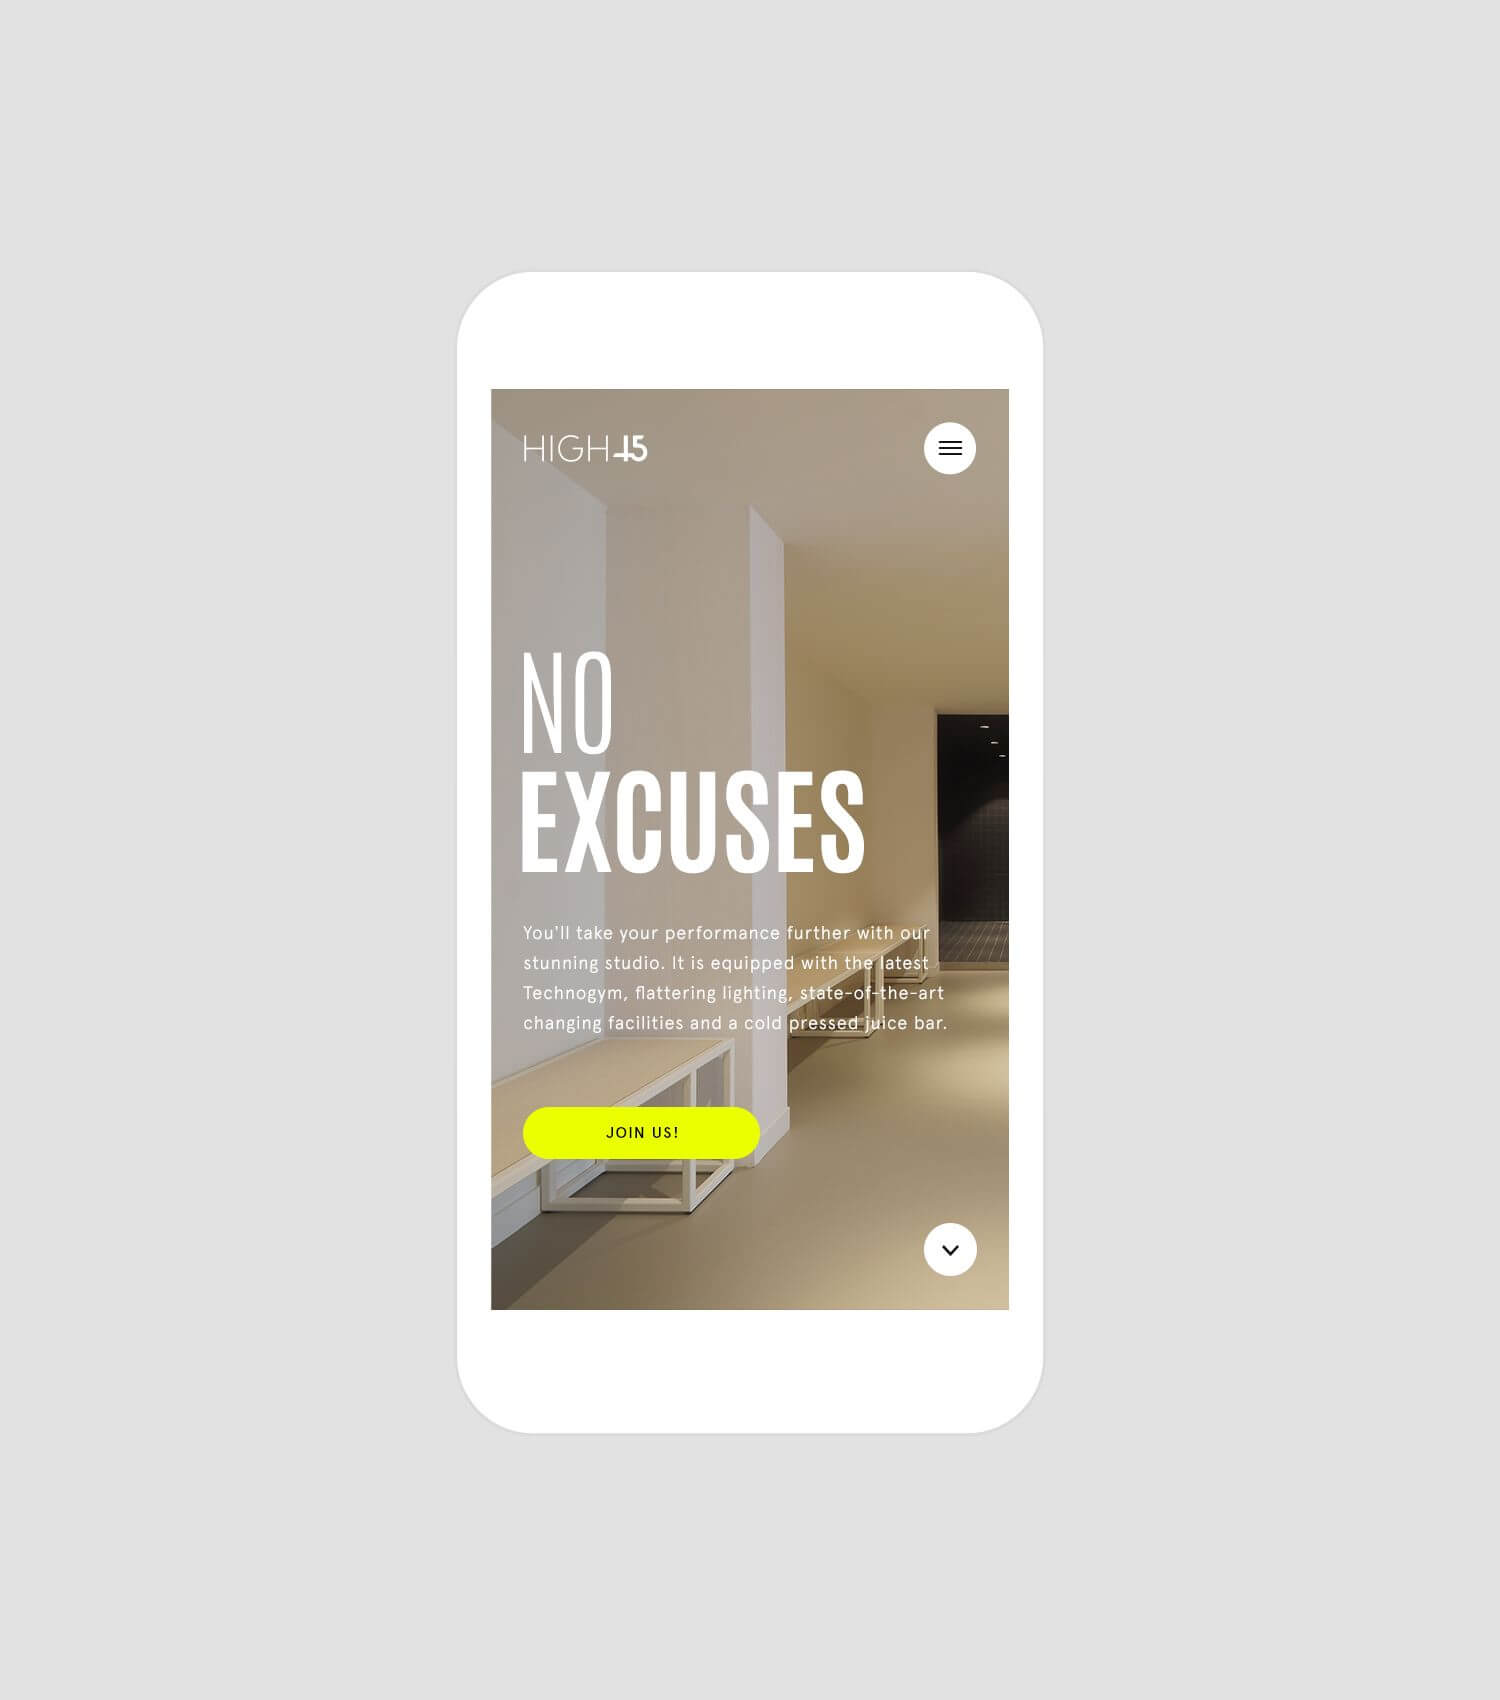 HIGH45
NO
EXCUSES
You'll take your performance further with our
stunning studio. It is equipped with the latest
Technogym, flattering lighting, state-of-the-art
changing facilities and a cold pressed juice bar.
JOIN US!